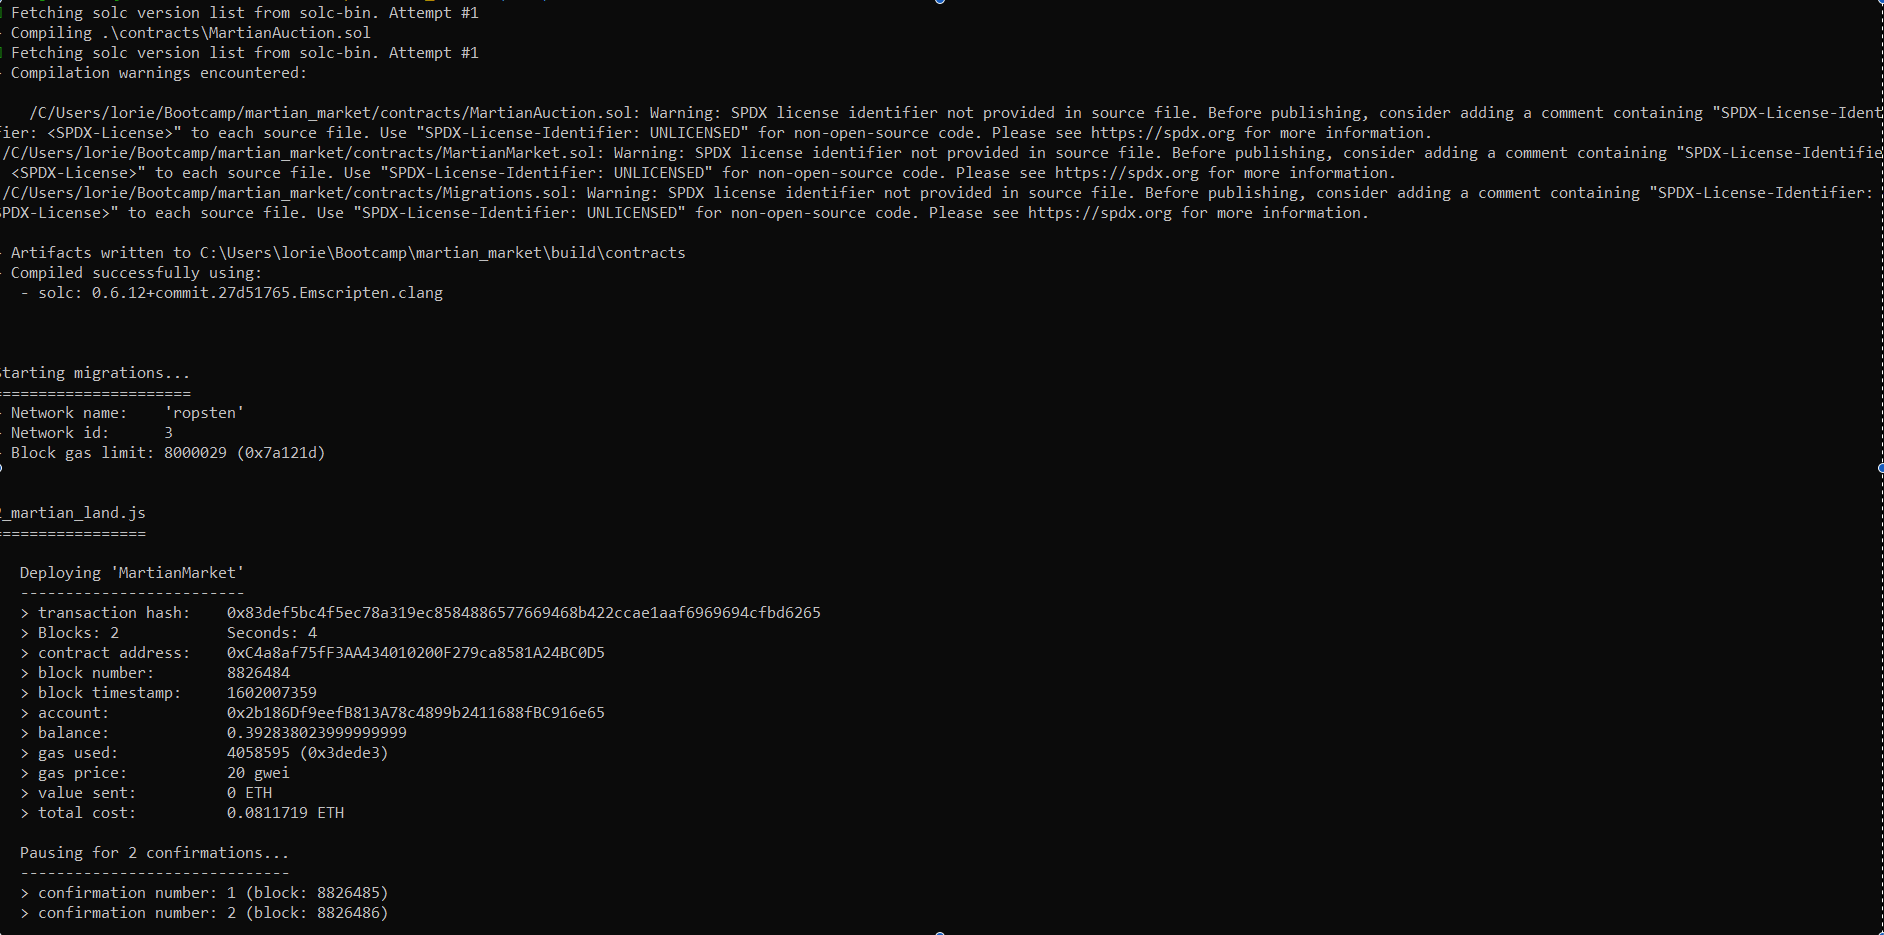 Fetching solc version list from solc-bin. Attempt #1
- Compiling .\contracts\MartianAuction.sol
Fetching solc version list from solc-bin. Attempt #1
- Compilation warnings encountered:
/C/Users/lorie/Bootcamp/martian_market/contracts/MartianAuction.sol: Warning: SPDX license identifier not provided in source file. Before publishing, consider adding a comment containing "SPDX-License-Ident
fier: <SPDX-License>" to each source file. Use "SPDX-License-Identifier: UNLICENSED" for non-open-source code. Please see https://spdx.org for more information.
/C/Users/lorie/Bootcamp/martian_market/contracts/MartianMarket.sol: Warning: SPDX license identifier not provided in source file. Before publishing, consider adding a comment containing "SPDX-License-Identifie
<SPDX-License>" to each source file. Use "SPDX-License-Identifier: UNLICENSED" for non-open-source code. Please see https://spdx.org for more information.
/C/Users/lorie/Bootcamp/martian_market/contracts/Migrations.sol: Warning: SPDX license identifier not provided in source file. Before publishing, consider adding a comment containing "SPDX-License-Identifier:
SPDX-License>" to each source file. Use "SPDX-License-Identifier: UNLICENSED" for non-open-source code. Please see https://spdx.org for more information.
- Artifacts written to C:\Users\lorie\Bootcamp\martian_market\build\contracts
- Compiled successfully using:
- solc: 0.6.12+commit.27d51765.Emscripten.clang
Starting migrations...
======================
- Network name: 'ropsten'
- Network id: 3
- Block gas limit: 8000029 (0x7a121d)
2_martian_land.js
=================
Deploying 'MartianMarket'
-------------------------
> transaction hash: 0x83def5bc4f5ec78a319ec8584886577669468b422ccae1aaf6969694cfbd6265
> Blocks: 2 Seconds: 4
> contract address: 0xC4a8af75fF3AA434010200F279ca8581A24BC0D5
> block number: 8826484
> block timestamp: 1602007359
> account: 0x2b186Df9eefB813A78c4899b2411688fBC916e65
> balance: 0.392838023999999999
> gas used: 4058595 (0x3dede3)
> gas price: 20 gwei
> value sent: 0 ETH
> total cost: 0.0811719 ETH
Pausing for 2 confirmations...
------------------------------
> confirmation number: 1 (block: 8826485)
> confirmation number: 2 (block: 8826486)